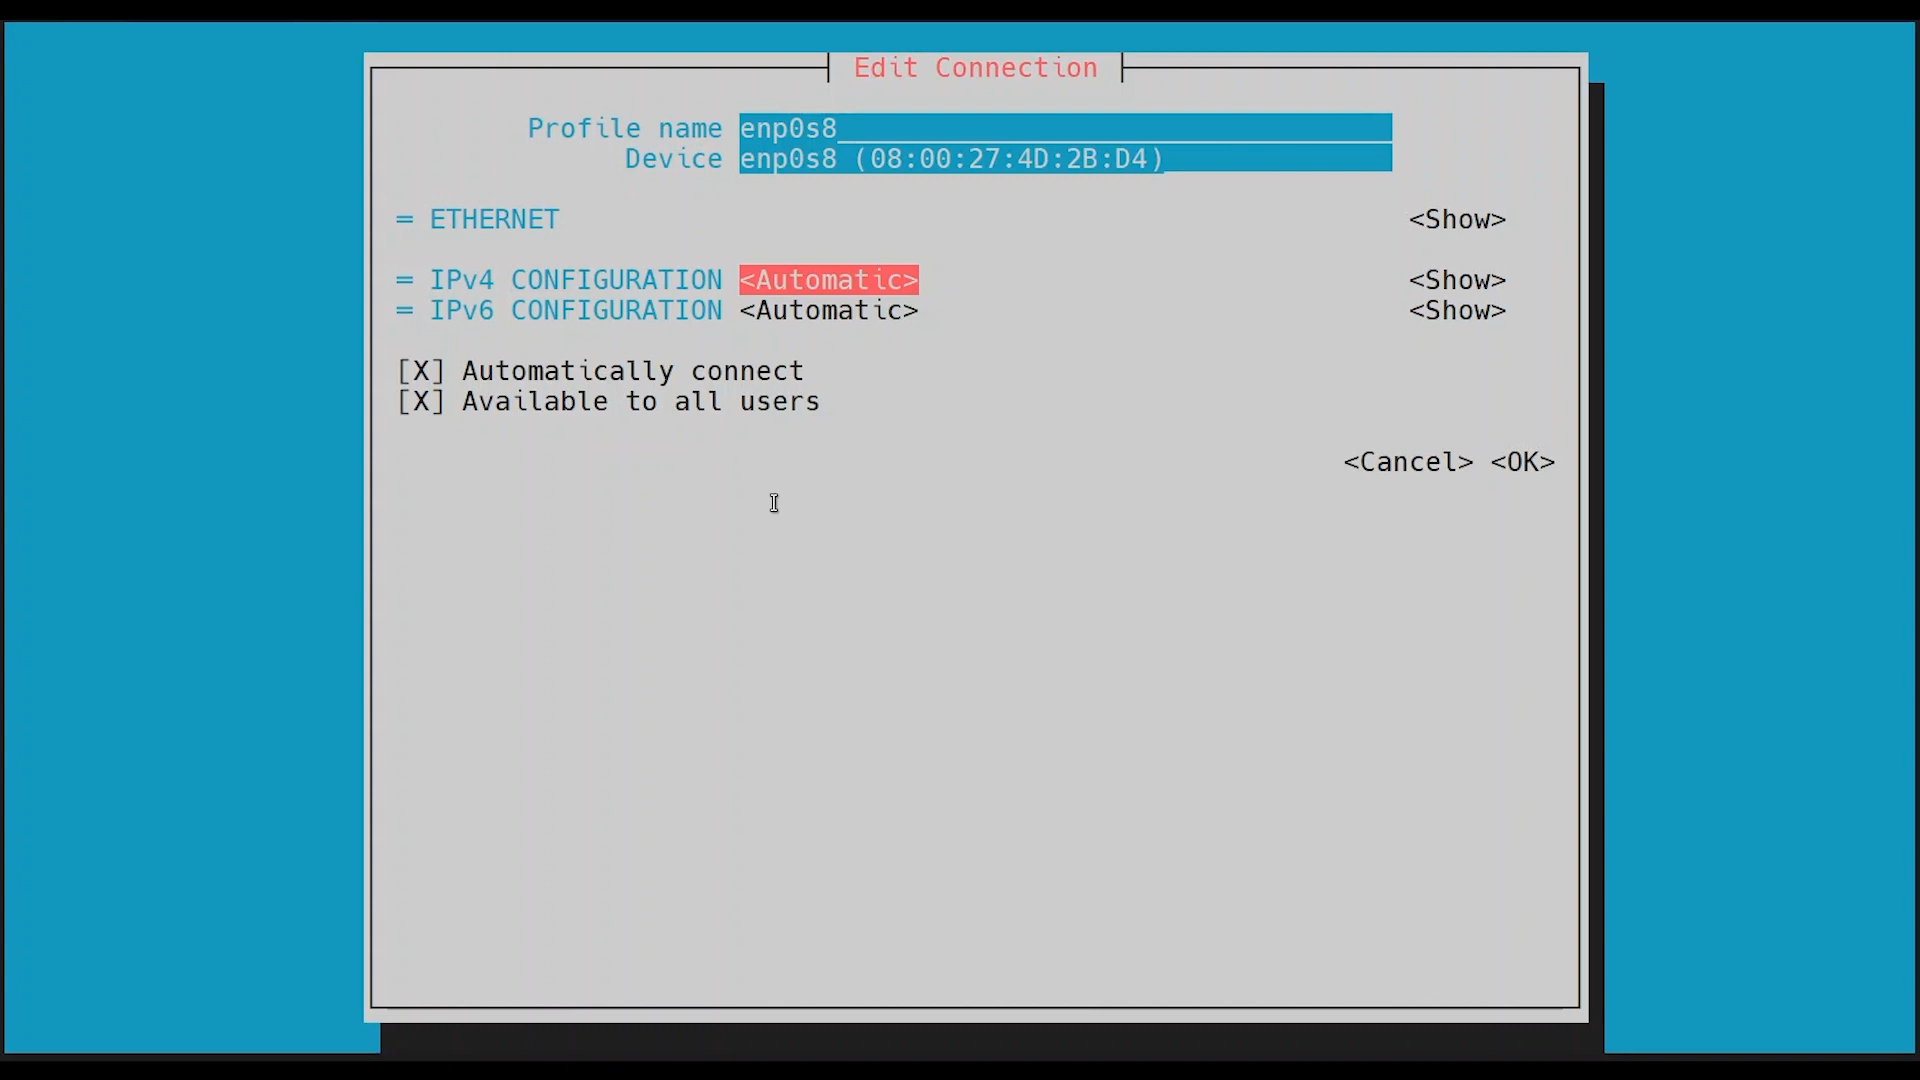 Edit Connection
Profile name enp0s8
Device enp0s8 (08:00:27:4D:2B:D4)
= ETHERNET <Show>
= IPv4 CONFIGURATION <Automatic> <Show>
= IPv6 CONFIGURATION <Automatic> <Show>
[X] Automatically connect
[X] Available to all users
<Cancel> <OK>